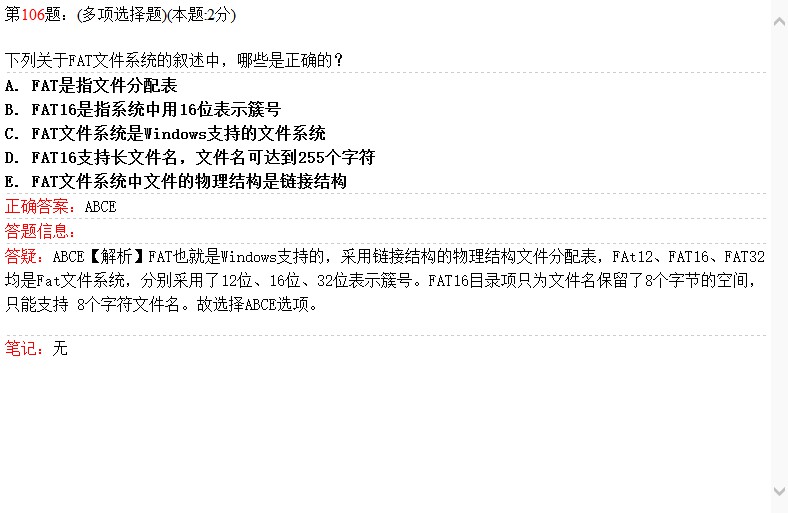 第106题：(多项选择题)(本题:2分)
下列关于FAT文件系统的叙述中，哪些是正确的？
A. FAT是指文件分配表
B. FAT16是指系统中用16位表示簇号
C. FAT文件系统是Windows支持的文件系统
D. FAT16支持长文件名，文件名可达到255个字符
E. FAT文件系统中文件的物理结构是链接结构
正确答案：ABCE
答题信息：
答疑：ABCE【解析】FAT也就是Windows支持的，采用链接结构的物理结构文件分配表，FAt12、FAT16、FAT32
均是Fat文件系统，分别采用了12位、16位、32位表示簇号。FAT16目录项只为文件名保留了8个字节的空间，
只能支持 8个字符文件名。故选择ABCE选项。
笔记：无